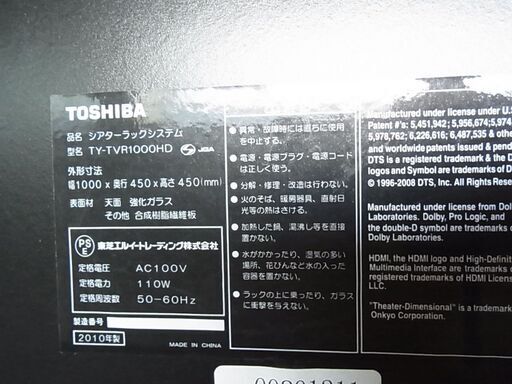 TOSHIBA
品名 シアターラックシステム
型名 TY-TVR1000HD
JQA
外形寸法
幅1000×奥行450×高さ450(mm)
表面材 天面 強化ガラス
その他 合成樹脂繊維板
PS
E
東芝エルイートレーディング株式会社
定格電圧 AC100V
定格電力 110W
定格周波数 50-60Hz
製造番号
2010年製
MADE IN CHINA
●異常・故障時には直ちに使用
を中止する。
●電源・電源プラグ・電源コード
は正しく使う。
●分解・修理・改造は行わない。
●火のそば、暖房器具、直射日
光等の熱はさける。
●加熱した鍋、湯沸し等を直接
置かない。
●水がかかったり、湿気の多い
場所、花びんなど水の入った
容器を置かない。
●ラックの上に乗ったり、ガラス
に衝撃を与えない。
Manufactured under license under U.S.
Patent #'s: 5,451,942; 5,956,674; 5,974
5,978,762; 6,226,616; 6,487,535 & other
and worldwide patents issued & pending
DTS is a registered trademark & the D
logos and Symbol are trademarks of D
© 1996-2008 DTS, Inc. All Rights Rese
Manufactured under license from Dol
Laboratories. Dolby, Pro Logic, and
the double-D symbol are trademarks
Laboratories.
HDMI, the HDMI logo and High-Definit
Multimedia Interface are trademarks o
registered trademarks of HDMI Licen
LLC.
"Theater-Dimensional" is a trademark
Onkyo Corporation.